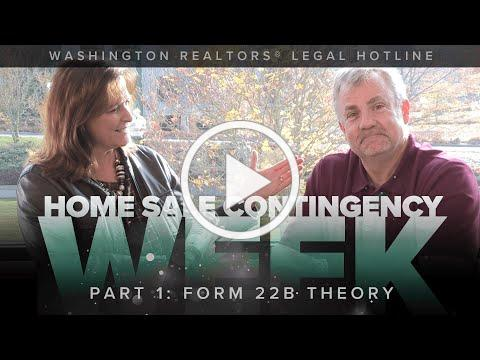 WASHINGTON REALTORS® LEGAL HOTLINE
HOME SALE CONTINGENCY
WEEK
PART 1: FORM 22B THEORY